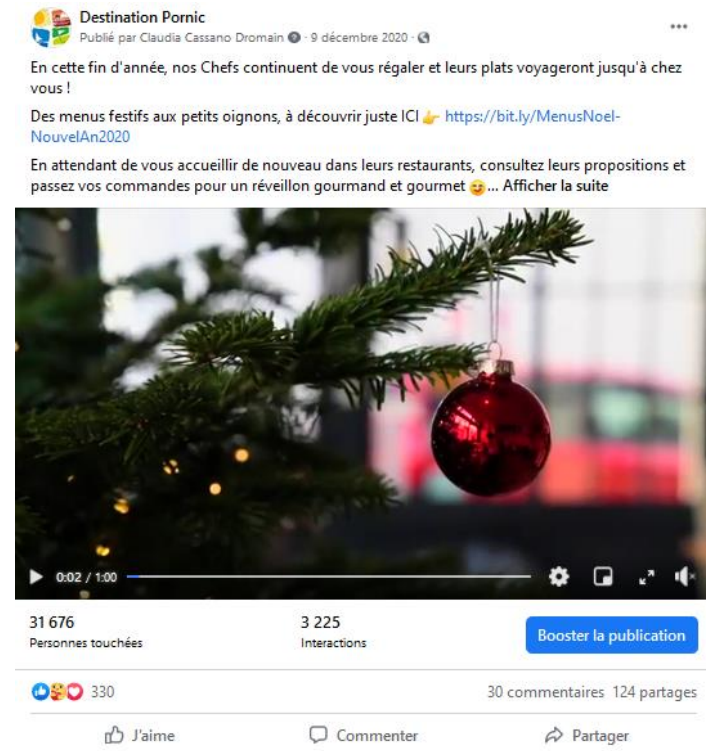 Destination Pornic
Publié par Claudia Cassano Dromain · 9 décembre 2020 ·
En cette fin d'année, nos Chefs continuent de vous régaler et leurs plats voyageront jusqu'à chez
vous !
Des menus festifs aux petits oignons, à découvrir juste ICI 👉 https://bit.ly/MenusNoel-
NouvelAn2020
En attendant de vous accueillir de nouveau dans leurs restaurants, consultez leurs propositions et
passez vos commandes pour un réveillon gourmand et gourmet 😋... Afficher la suite
0:02 / 1:00
31 676 3 225
Personnes touchées Interactions
Booster la publication
330 30 commentaires 124 partages
J'aime Commenter Partager